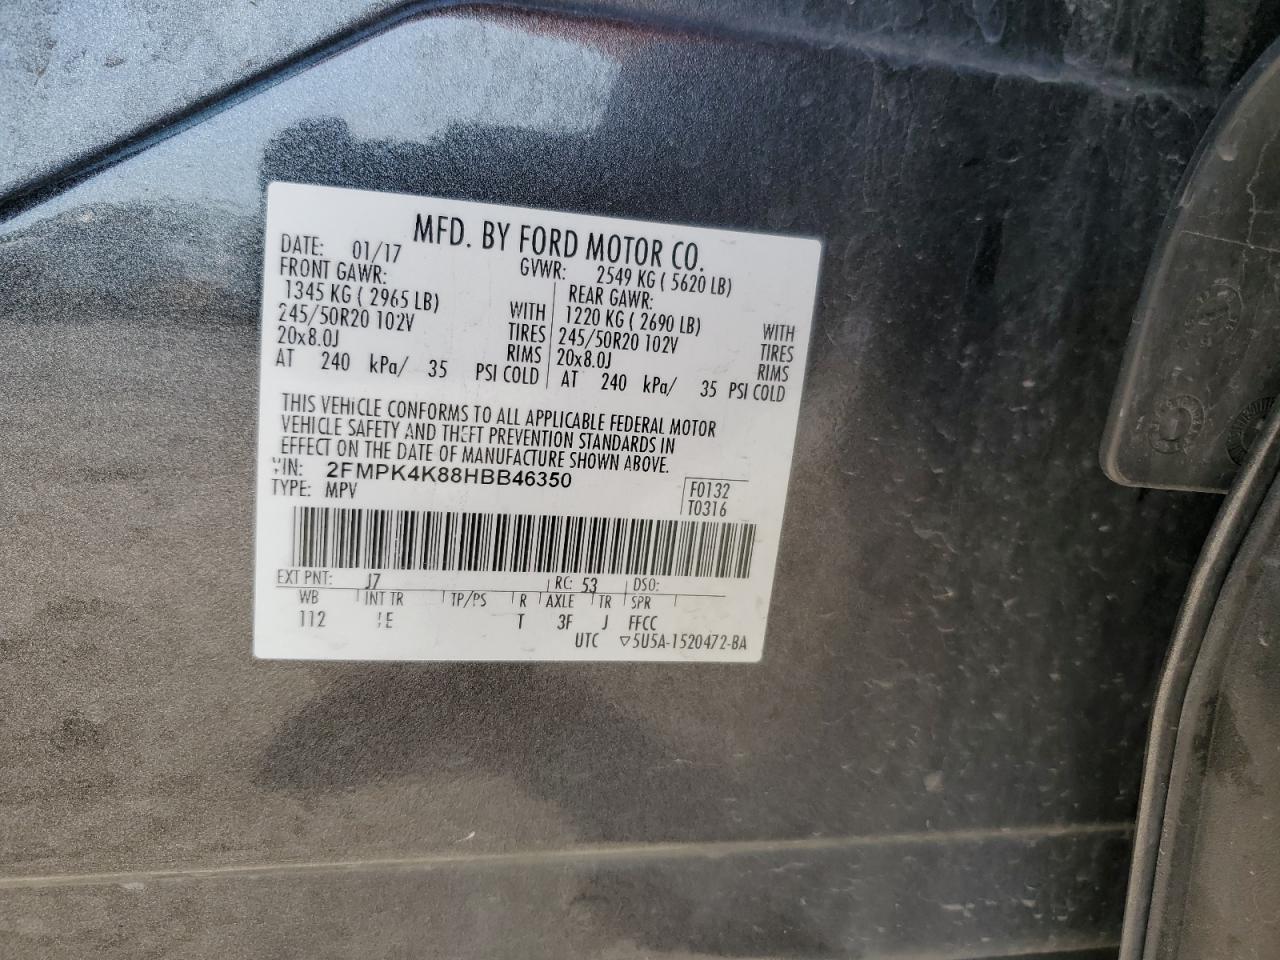 MFD. BY FORD MOTOR CO.
DATE: 01/17 GVWR: 2549 KG ( 5620 LB)
FRONT GAWR: REAR GAWR:
1345 KG ( 2965 LB) WITH 1220 KG ( 2690 LB) WITH
245/50R20 102V TIRES 245/50R20 102V TIRES
20x8.0J RIMS 20x8.0J RIMS
AT 240 kPa/ 35 PSI COLD AT 240 kPa/ 35 PSI COLD
THIS VEHICLE CONFORMS TO ALL APPLICABLE FEDERAL MOTOR
VEHICLE SAFETY AND THEFT PREVENTION STANDARDS IN
EFFECT ON THE DATE OF MANUFACTURE SHOWN ABOVE.
VIN: 2FMPK4K88HBB46350
TYPE: MPV F0132
T0316
EXT PNT: J7 RC: 53 DSO:
WB INT TR TP/PS R AXLE TR SPR
112 T 3F J FFCC
UTC ▽5U5A-1520472-BA